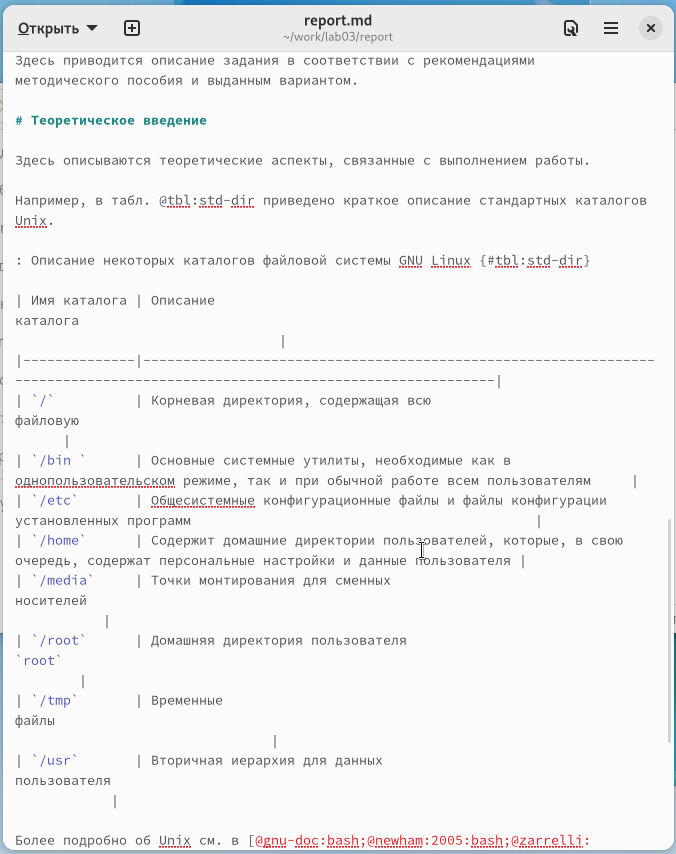 Открыть
report.md
~/work/lab03/report
Здесь приводится описание задания в соответствии с рекомендациями
методического пособия и выданным вариантом.
# Теоретическое введение
Здесь описываются теоретические аспекты, связанные с выполнением работы.
Например, в табл. @tbl:std-dir приведено краткое описание стандартных каталогов
Unix.
: Описание некоторых каталогов файловой системы GNU Linux {#tbl:std-dir}
| Имя каталога | Описание
каталога
|
|--------------|----------------------------------------------------------------
------------------------------------------------------------|
| `/`          | Корневая директория, содержащая всю
файловую
|
| `/bin `      | Основные системные утилиты, необходимые как в
однопользовательском режиме, так и при обычной работе всем пользователям     |
| `/etc`       | Общесистемные конфигурационные файлы и файлы конфигурации
установленных программ                                           |
| `/home`      | Содержит домашние директории пользователей, которые, в свою
очередь, содержат персональные настройки и данные пользователя |
| `/media`     | Точки монтирования для сменных
носителей
|
| `/root`      | Домашняя директория пользователя
`root`
|
| `/tmp`       | Временные
файлы
|
| `/usr`       | Вторичная иерархия для данных
пользователя
|
Более подробно об Unix см. в [@gnu-doc:bash;@newham:2005:bash;@zarrelli: